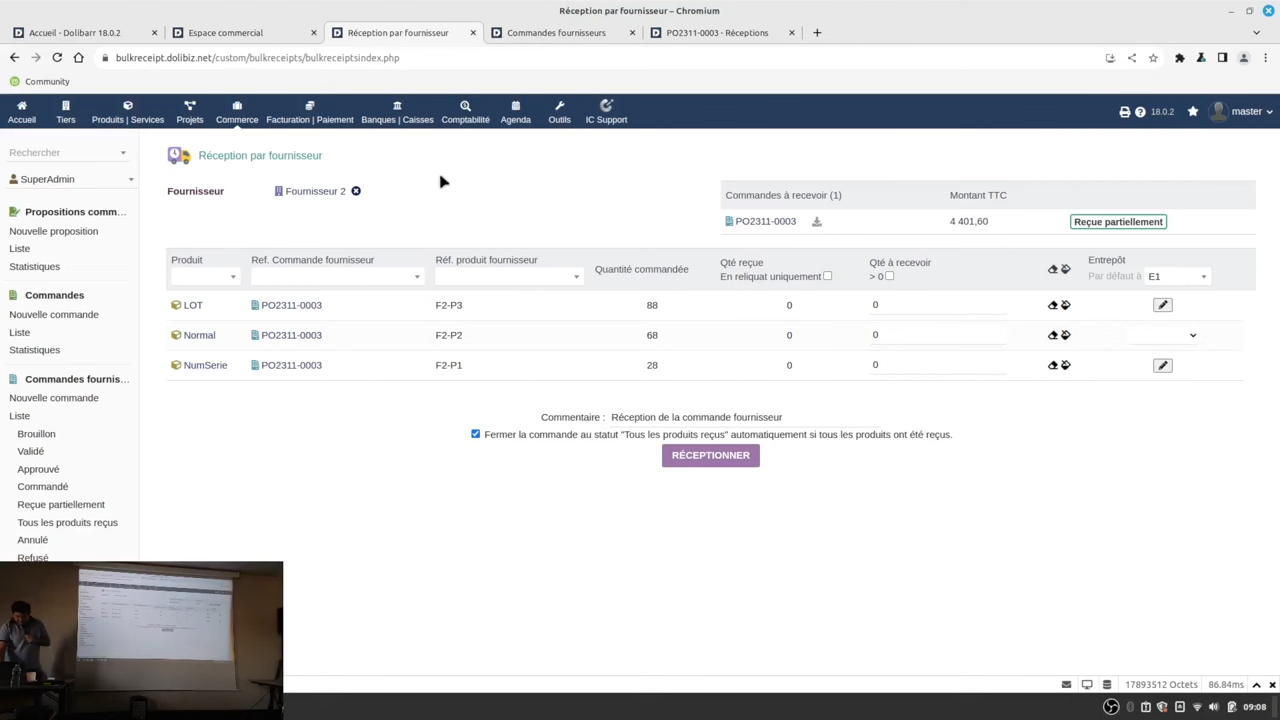 Réception par fournisseur – Chromium
Accueil - Dolibarr 18.0.2
Espace commercial
Réception par fournisseur
Commandes fournisseurs
PO2311-0003 - Réceptions
bulkreceipt.dolibiz.net/custom/bulkreceipts/bulkreceiptsindex.php
Community
Accueil
Tiers
Produits | Services
Projets
Commerce
Facturation | Paiement
Banques | Caisses
Comptabilité
Agenda
Outils
IC Support
18.0.2
master
Rechercher
SuperAdmin
Propositions comm...
Nouvelle proposition
Liste
Statistiques
Commandes
Nouvelle commande
Liste
Statistiques
Commandes fournis...
Nouvelle commande
Liste
Brouillon
Validé
Approuvé
Commandé
Reçue partiellement
Tous les produits reçus
Annulé
Refusé
Réception par fournisseur
Fournisseur
Fournisseur 2
Commandes à recevoir (1) Montant TTC
PO2311-0003 4 401,60 Reçue partiellement
Produit Ref. Commande fournisseur Réf. produit fournisseur Quantité commandée Qté reçue Qté à recevoir Entrepôt
En reliquat uniquement > 0 Par défaut à E1
LOT PO2311-0003 F2-P3 88 0 0
Normal PO2311-0003 F2-P2 68 0 0
NumSerie PO2311-0003 F2-P1 28 0 0
Commentaire : Réception de la commande fournisseur
Fermer la commande au statut "Tous les produits reçus" automatiquement si tous les produits ont été reçus.
RÉCEPTIONNER
17893512 Octets 86.84ms
09:08